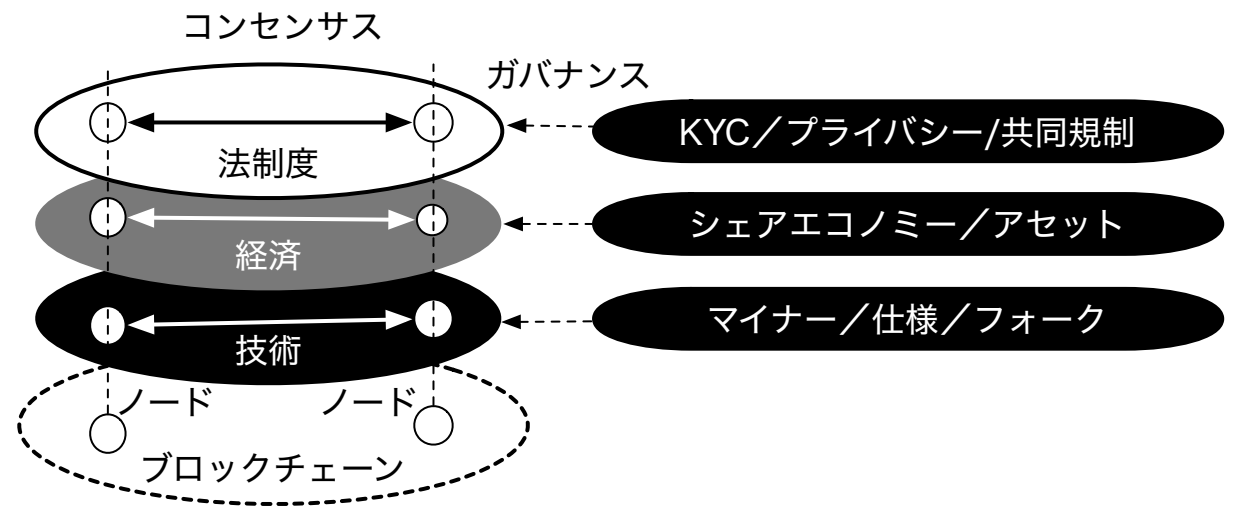 コンセンサス
ガバナンス
KYC／プライバシー/共同規制
法制度
シェアエコノミー／アセット
経済
マイナー／仕様／フォーク
技術
ノード
ノード
ブロックチェーン